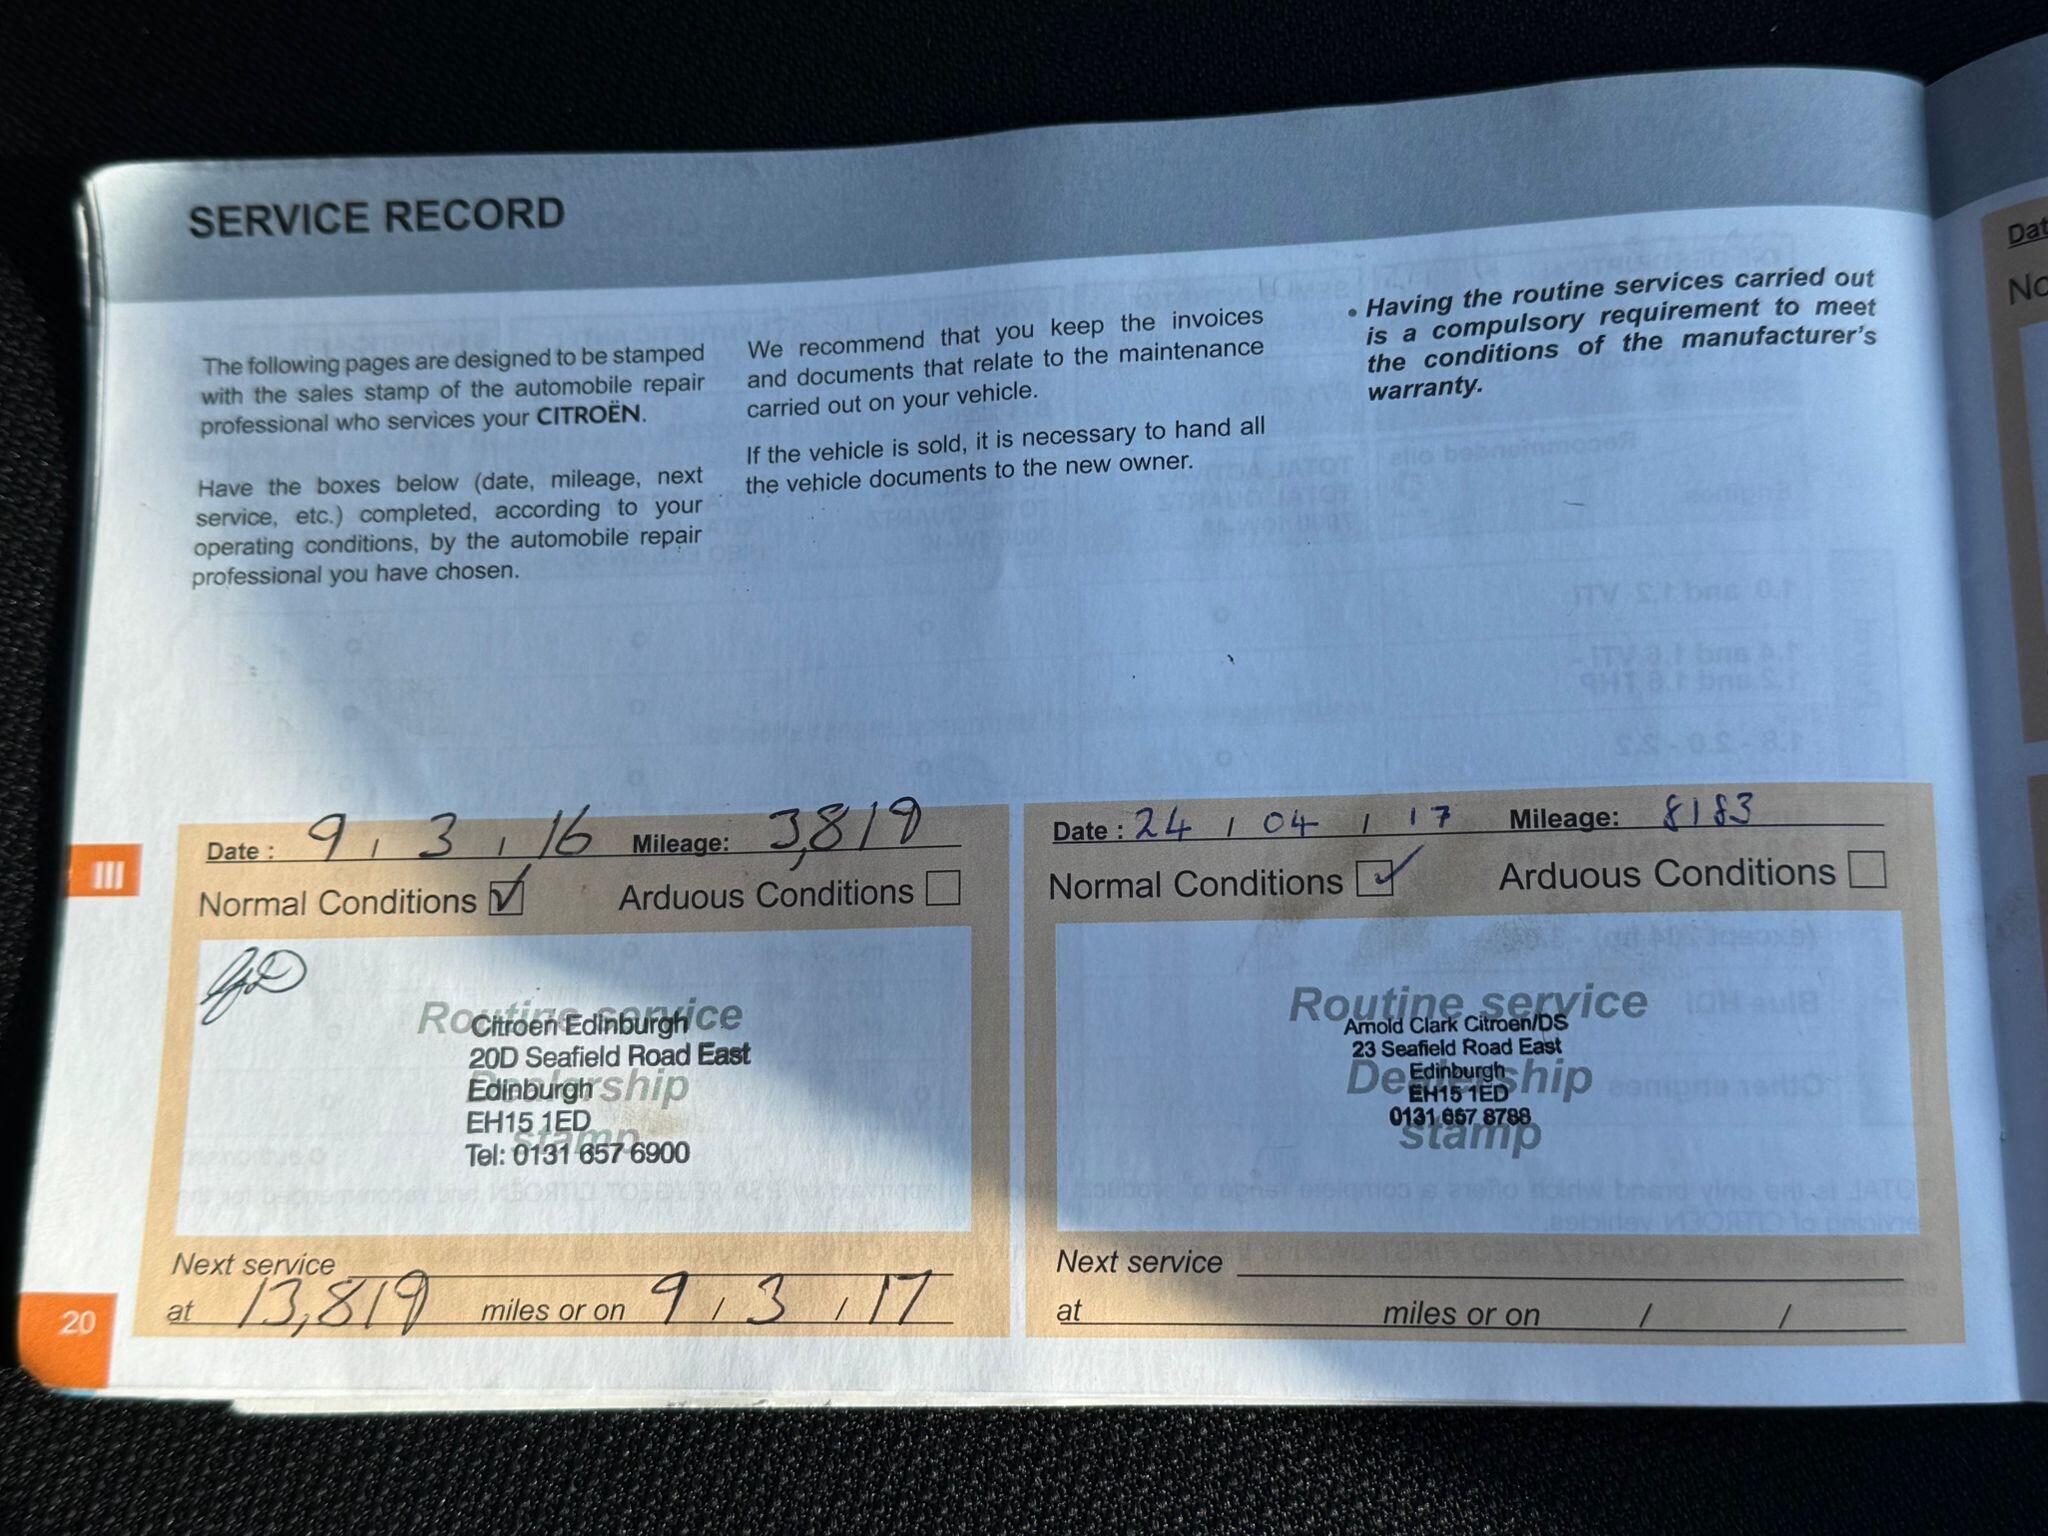 SERVICE RECORD
The following pages are designed to be stamped
with the sales stamp of the automobile repair
professional who services your CITROËN.
Have the boxes below (date, mileage, next
service, etc.) completed, according to your
operating conditions, by the automobile repair
professional you have chosen.
We recommend that you keep the invoices
and documents that relate to the maintenance
carried out on your vehicle.
If the vehicle is sold, it is necessary to hand all
the vehicle documents to the new owner.
• Having the routine services carried out
is a compulsory requirement to meet
the conditions of the manufacturer's
warranty.
III
Date : 9 / 3 / 16 Mileage: 3,819
Normal Conditions ✓ Arduous Conditions
Routine service
Dealership
stamp
Citroen Edinburgh
20D Seafield Road East
Edinburgh
EH15 1ED
Tel: 0131 657 6900
Next service
at 13,819 miles or on 9 / 3 / 17
Date : 24 / 04 / 17 Mileage: 8183
Normal Conditions ✓ Arduous Conditions
Routine service
Dealership
stamp
Arnold Clark Citroen/DS
23 Seafield Road East
Edinburgh
EH15 1ED
0131 657 8788
Next service
at miles or on / /
20
Dat
No